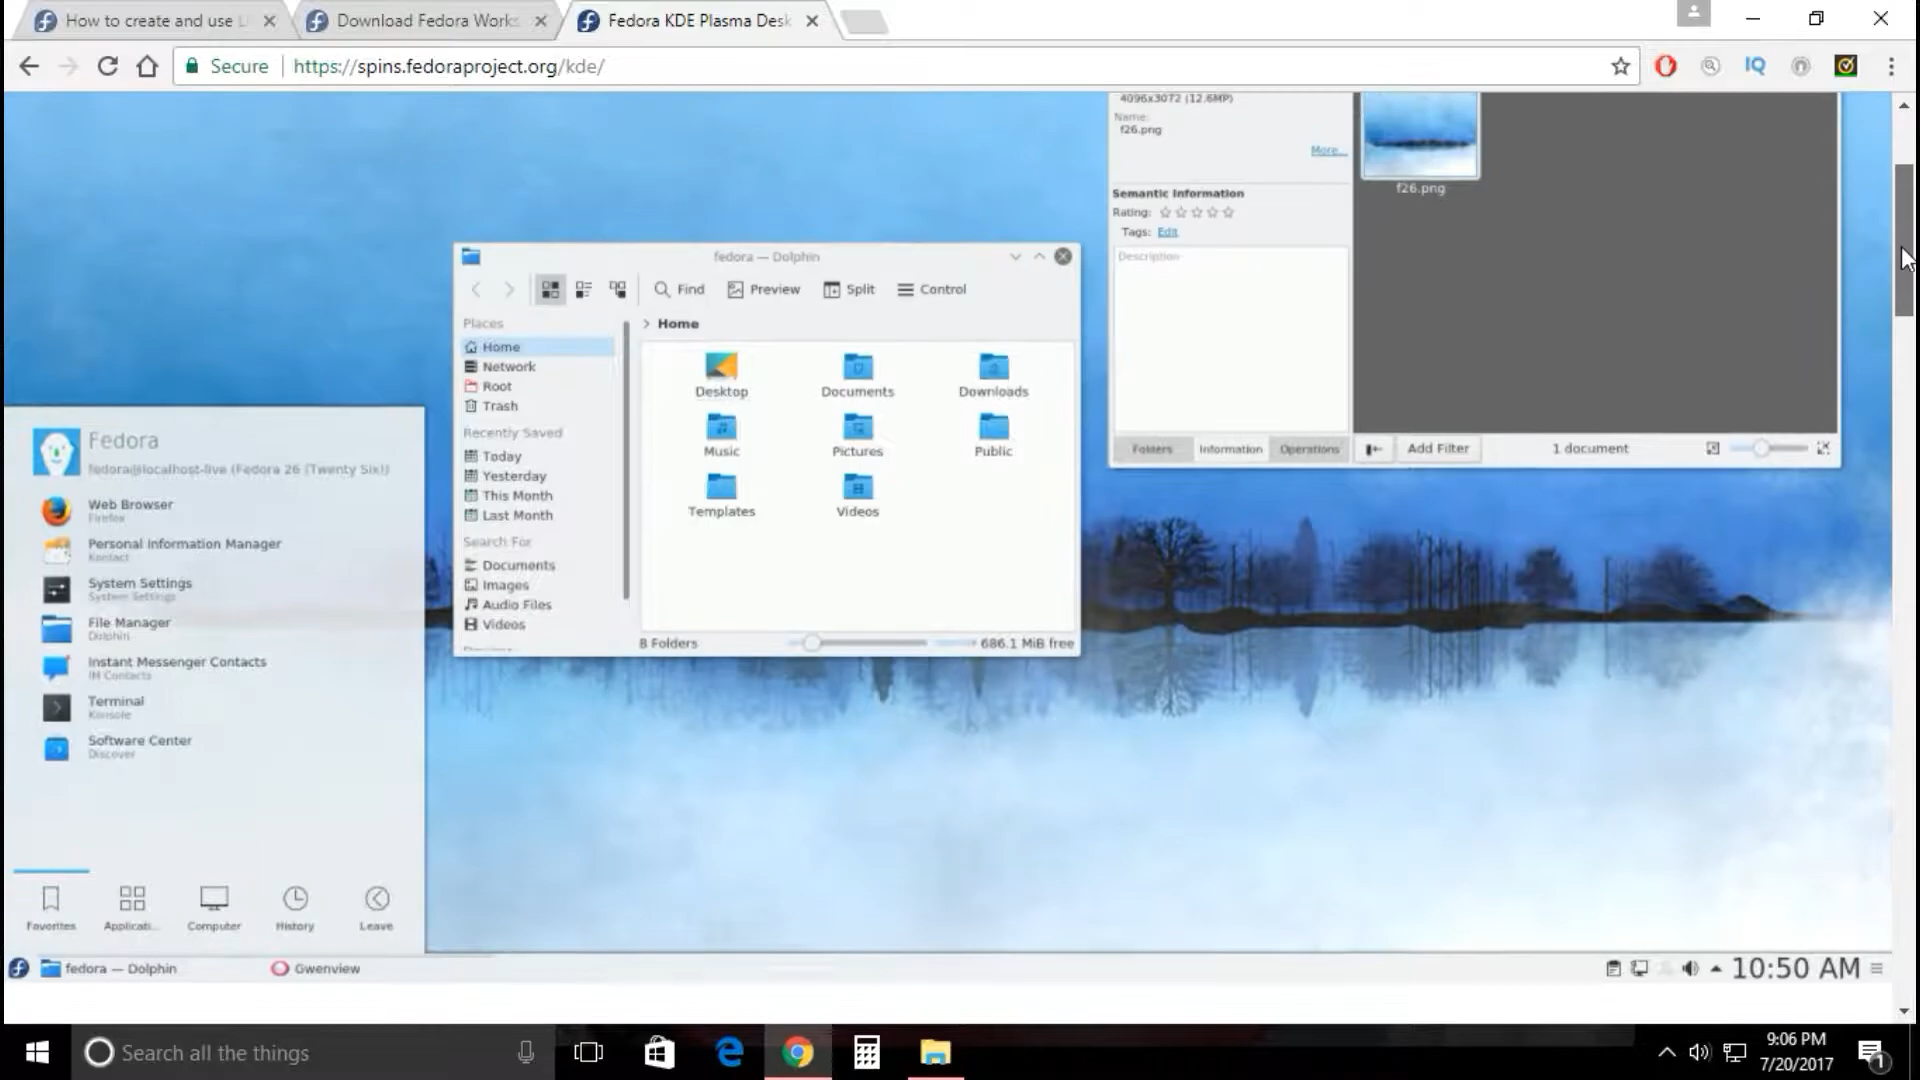 How to create and use Li
Download Fedora Works
Fedora KDE Plasma Desk
Secure
https://spins.fedoraproject.org/kde/
IQ
4096x3072 (12.6MP)
Name:
f26.png
More...
f26.png
Semantic Information
Rating:
Tags: Edit
Description
Folders Information Operations Add Filter 1 document
fedora — Dolphin
Find Preview Split Control
Places
Home
Network
Root
Trash
Recently Saved
Today
Yesterday
This Month
Last Month
Search For
Documents
Images
Audio Files
Videos
Home
Desktop Documents Downloads
Music Pictures Public
Templates Videos
8 Folders 686.1 MiB free
Fedora
fedora@localhost-live (Fedora 26 (Twenty Six))
Web Browser
Firefox
Personal Information Manager
Kontact
System Settings
System Settings
File Manager
Dolphin
Instant Messenger Contacts
IM Contacts
Terminal
Konsole
Software Center
Discover
Favorites Applicati... Computer History Leave
fedora — Dolphin Gwenview 10:50 AM
Search all the things
9:06 PM
7/20/2017
1